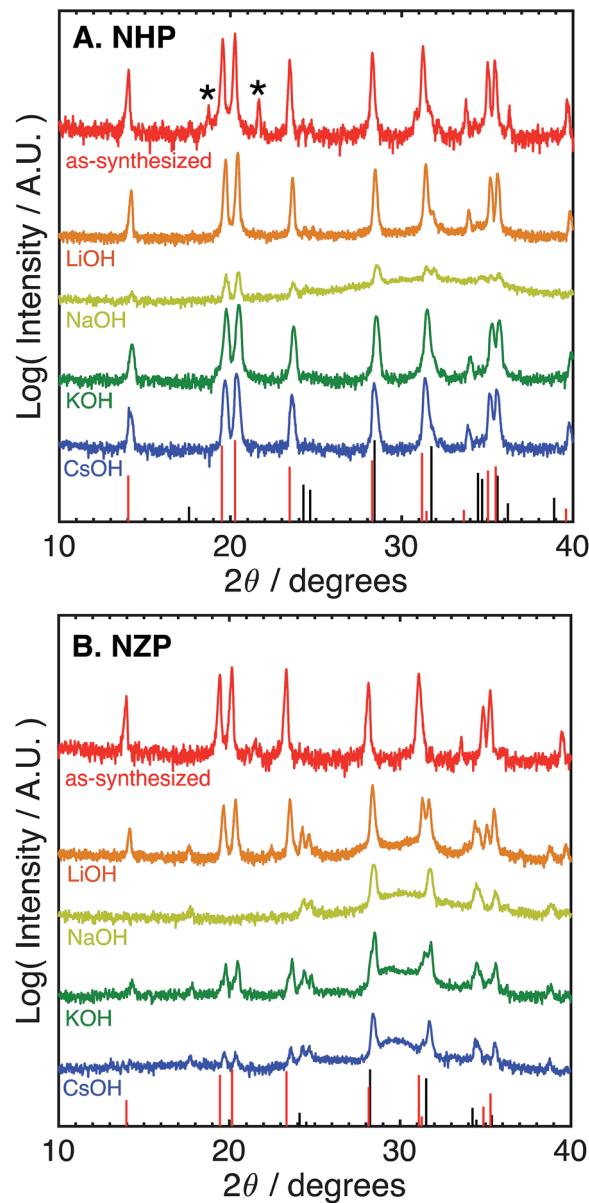 A. NHP
* *
as-synthesized
LiOH
NaOH
KOH
CsOH
Log( Intensity / A.U. )
10 20 30 40
2θ / degrees
B. NZP
as-synthesized
LiOH
NaOH
KOH
CsOH
Log( Intensity / A.U. )
10 20 30 40
2θ / degrees